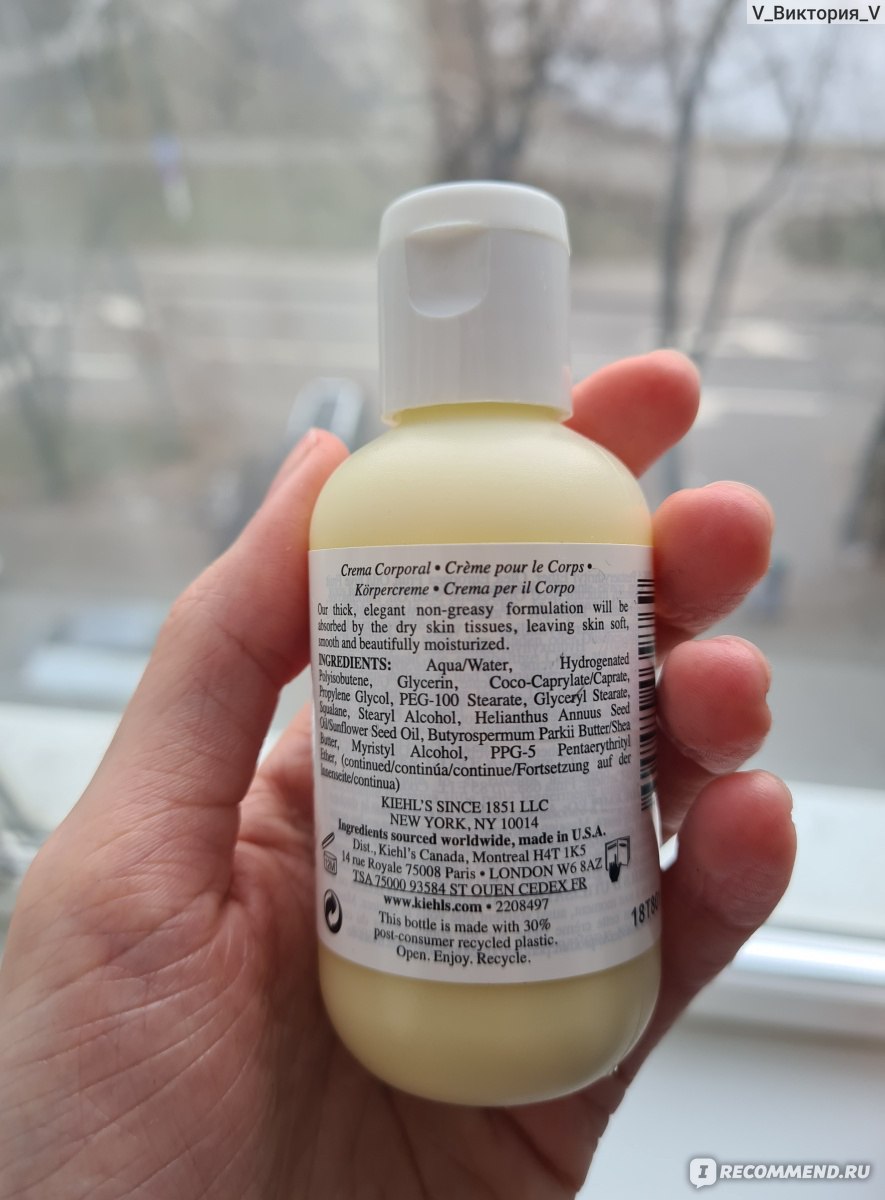 V_Виктория_V
Crema Corporal • Crème pour le Corps •
Körpercreme • Crema per il Corpo
Our thick, elegant non-greasy formulation will be
absorbed by the dry skin tissues, leaving skin soft,
smooth and beautifully moisturized.
INGREDIENTS: Aqua/Water, Hydrogenated
Polyisobutene, Glycerin, Coco-Caprylate/Caprate,
Propylene Glycol, PEG-100 Stearate, Glyceryl Stearate,
Squalane, Stearyl Alcohol, Helianthus Annuus Seed
Oil/Sunflower Seed Oil, Butyrospermum Parkii Butter/Shea
Butter, Myristyl Alcohol, PPG-5 Pentaerythrityl
Ether, (continued/continúa/continue/Fortsetzung auf der
Innenseite/continua)
KIEHL'S SINCE 1851 LLC
NEW YORK, NY 10014
Ingredients sourced worldwide, made in U.S.A.
Dist., Kiehl's Canada, Montreal H4T 1K5
14 rue Royale 75008 Paris • LONDON W6 8AZ
TSA 75000 93584 ST OUEN CEDEX FR
12M
www.kiehls.com • 2208497
This bottle is made with 30%
post-consumer recycled plastic.
Open. Enjoy. Recycle.
IRECOMMEND.RU